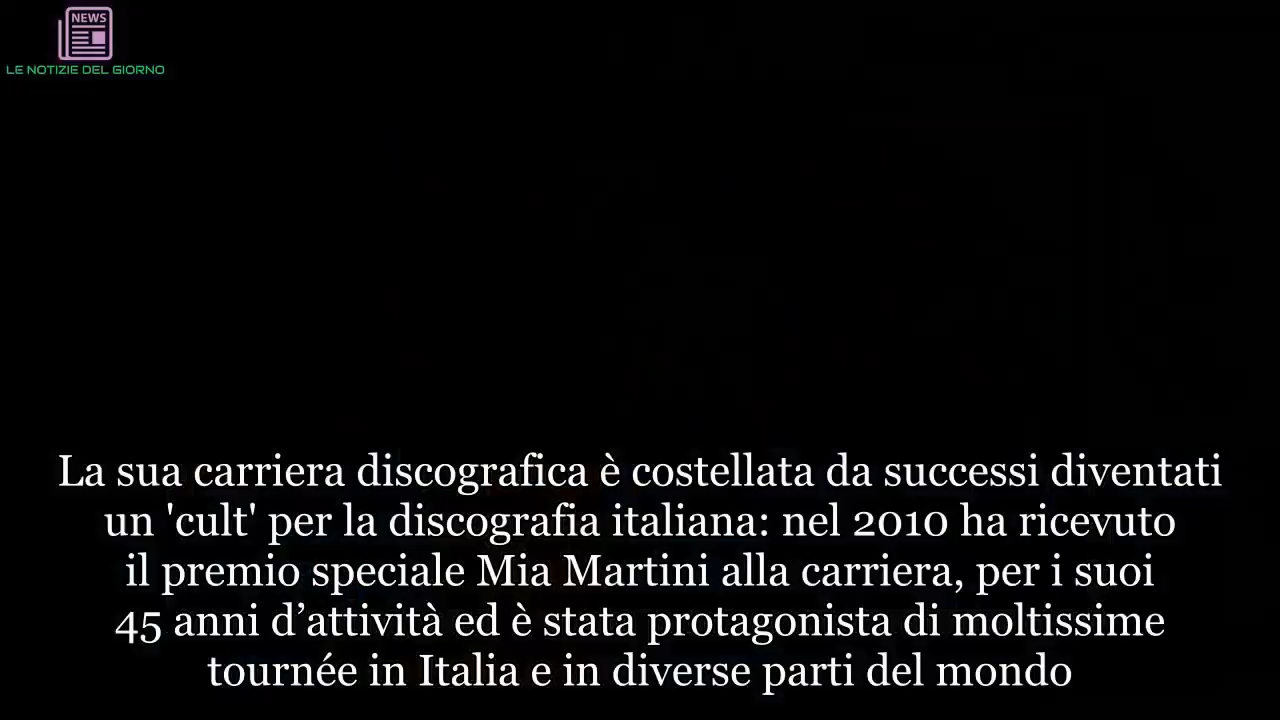 NEWS
LE NOTIZIE DEL GIORNO
La sua carriera discografica è costellata da successi diventati
un 'cult' per la discografia italiana: nel 2010 ha ricevuto
il premio speciale Mia Martini alla carriera, per i suoi
45 anni d’attività ed è stata protagonista di moltissime
tournée in Italia e in diverse parti del mondo